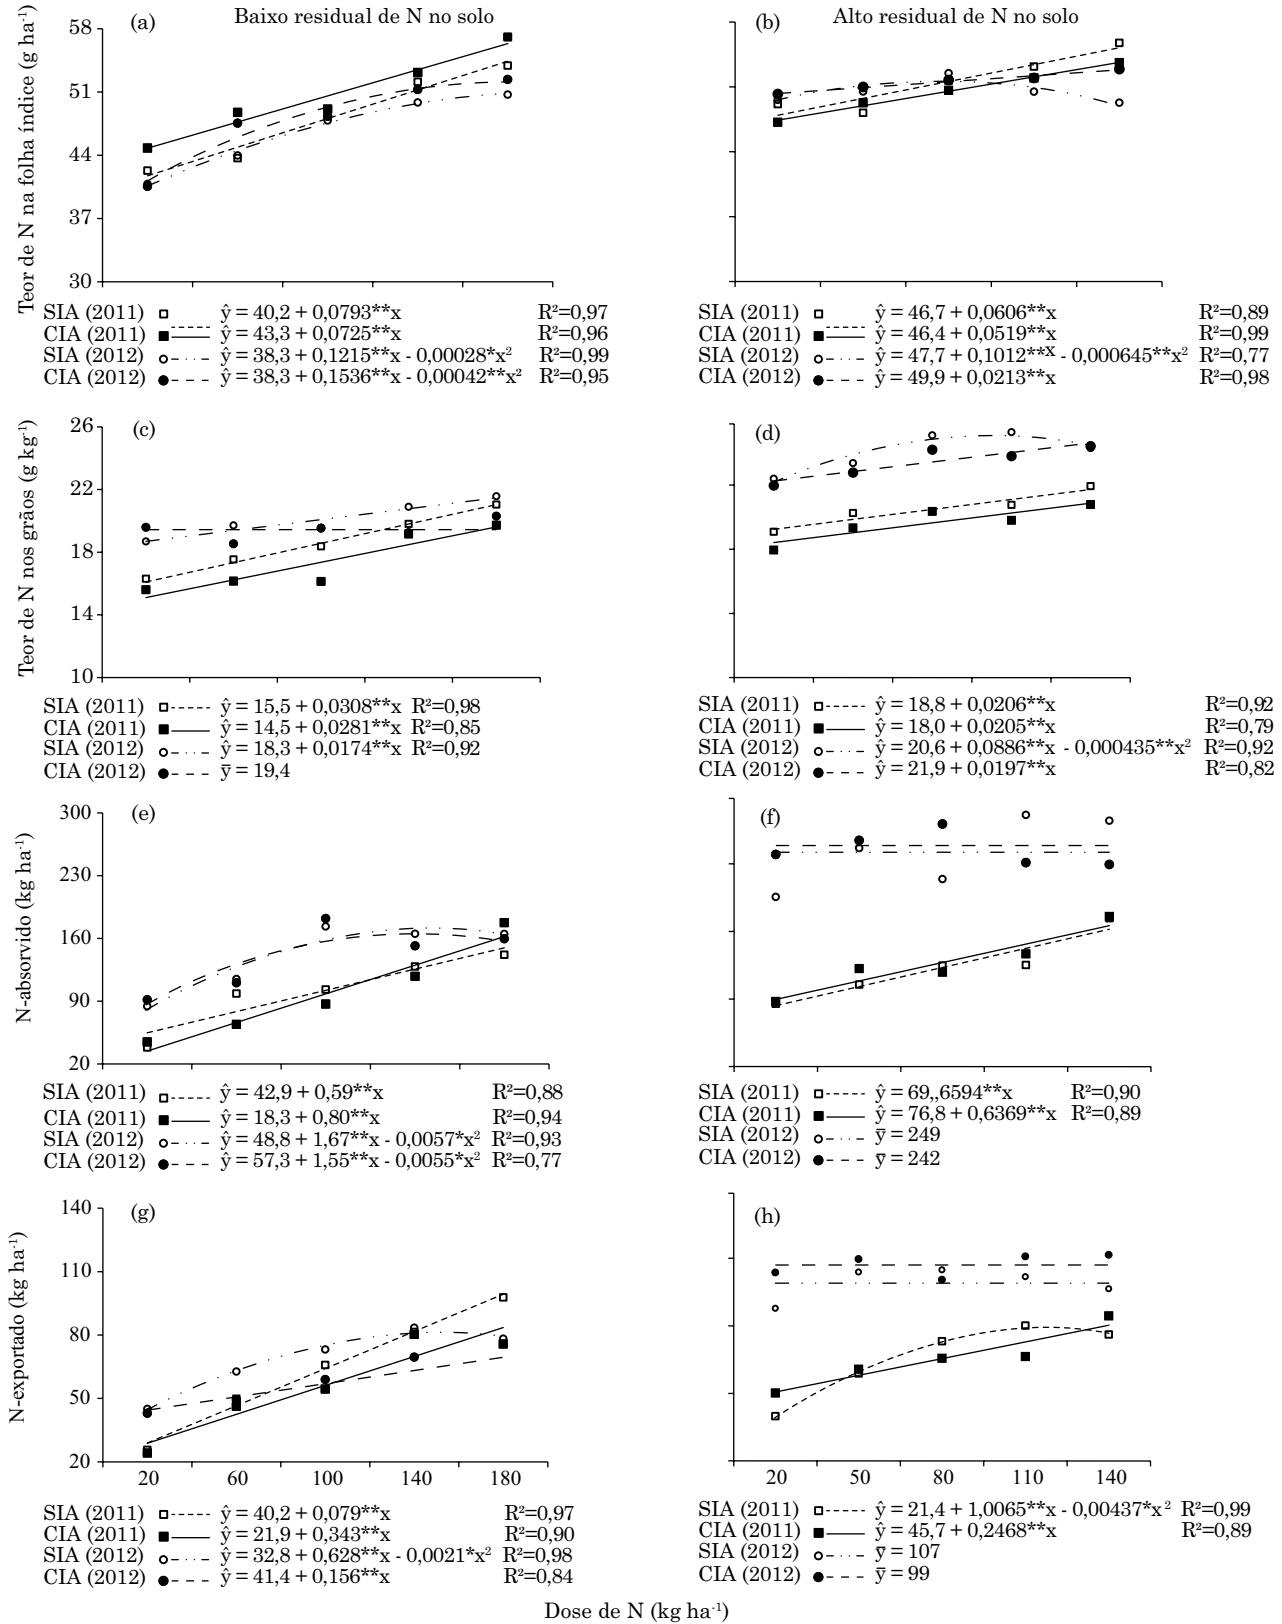 Baixo residual de N no solo
Alto residual de N no solo
Teor de N na folha índice (g ha⁻¹)
(a)
58
51
44
37
30
SIA (2011) ŷ = 40,2 + 0,0793**x R²=0,97
CIA (2011) ŷ = 43,3 + 0,0725**x R²=0,96
SIA (2012) ŷ = 38,3 + 0,1215**x - 0,00028*x² R²=0,99
CIA (2012) ŷ = 38,3 + 0,1536**x - 0,00042**x² R²=0,95
(b)
SIA (2011) ŷ = 46,7 + 0,0606**x R²=0,89
CIA (2011) ŷ = 46,4 + 0,0519**x R²=0,99
SIA (2012) ŷ = 47,7 + 0,1012**x - 0,000645**x² R²=0,77
CIA (2012) ŷ = 49,9 + 0,0213**x R²=0,98
Teor de N nos grãos (g kg⁻¹)
(c)
26
22
18
14
10
SIA (2011) ŷ = 15,5 + 0,0308**x R²=0,98
CIA (2011) ŷ = 14,5 + 0,0281**x R²=0,85
SIA (2012) ŷ = 18,3 + 0,0174**x R²=0,92
CIA (2012) ȳ = 19,4
(d)
SIA (2011) ŷ = 18,8 + 0,0206**x R²=0,92
CIA (2011) ŷ = 18,0 + 0,0205**x R²=0,79
SIA (2012) ŷ = 20,6 + 0,0886**x - 0,000435**x² R²=0,92
CIA (2012) ŷ = 21,9 + 0,0197**x R²=0,82
N-absorvido (kg ha⁻¹)
(e)
300
230
160
90
20
SIA (2011) ŷ = 42,9 + 0,59**x R²=0,88
CIA (2011) ŷ = 18,3 + 0,80**x R²=0,94
SIA (2012) ŷ = 48,8 + 1,67**x - 0,0057*x² R²=0,93
CIA (2012) ŷ = 57,3 + 1,55**x - 0,0055*x² R²=0,77
(f)
SIA (2011) ŷ = 69,,6594**x R²=0,90
CIA (2011) ŷ = 76,8 + 0,6369**x R²=0,89
SIA (2012) ȳ = 249
CIA (2012) ȳ = 242
N-exportado (kg ha⁻¹)
(g)
140
110
80
50
20
20 60 100 140 180
SIA (2011) ŷ = 40,2 + 0,079**x R²=0,97
CIA (2011) ŷ = 21,9 + 0,343**x R²=0,90
SIA (2012) ŷ = 32,8 + 0,628**x - 0,0021*x² R²=0,98
CIA (2012) ŷ = 41,4 + 0,156**x R²=0,84
(h)
20 50 80 110 140
SIA (2011) ŷ = 21,4 + 1,0065**x - 0,00437*x² R²=0,99
CIA (2011) ŷ = 45,7 + 0,2468**x R²=0,89
SIA (2012) ȳ = 107
CIA (2012) ȳ = 99
Dose de N (kg ha⁻¹)